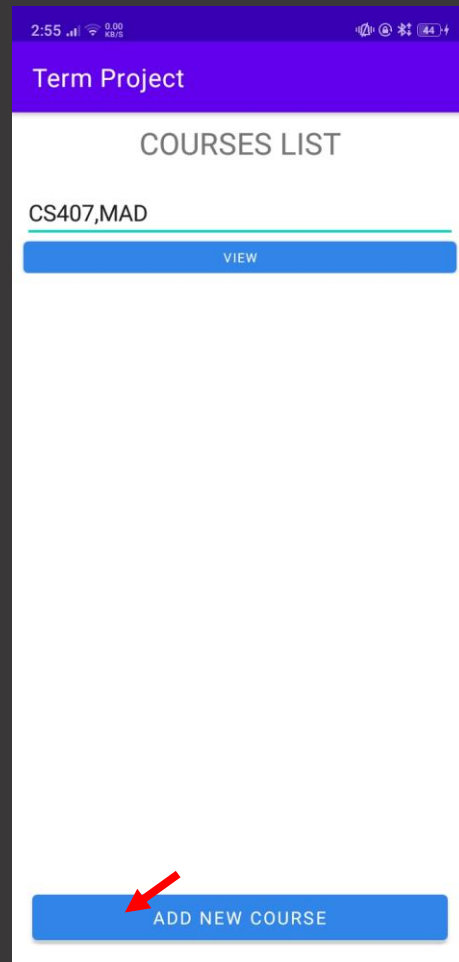 2:55 0.00 KB/S 44
Term Project
COURSES LIST
CS407,MAD
VIEW
ADD NEW COURSE